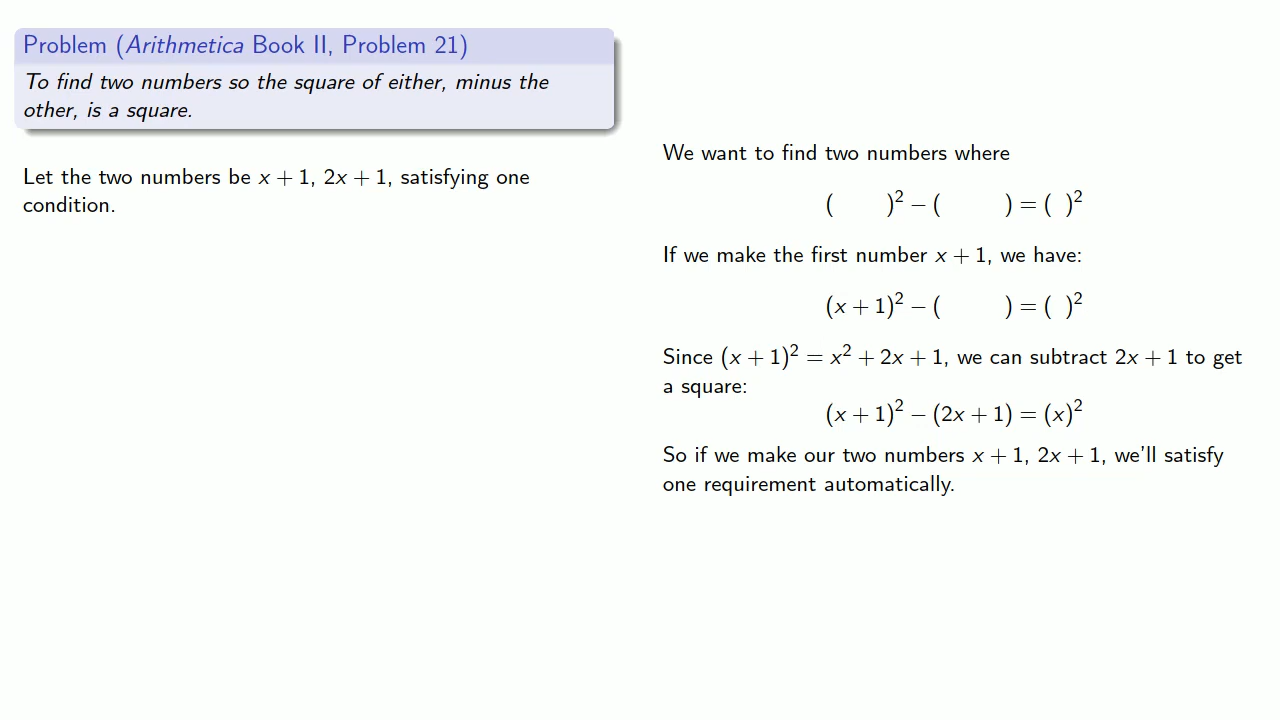 Problem (Arithmetica Book II, Problem 21)
To find two numbers so the square of either, minus the
other, is a square.
Let the two numbers be x + 1, 2x + 1, satisfying one
condition.
We want to find two numbers where
(    )² − (    ) = ( )²
If we make the first number x + 1, we have:
(x + 1)² − (    ) = ( )²
Since (x + 1)² = x² + 2x + 1, we can subtract 2x + 1 to get
a square:
(x + 1)² − (2x + 1) = (x)²
So if we make our two numbers x + 1, 2x + 1, we'll satisfy
one requirement automatically.